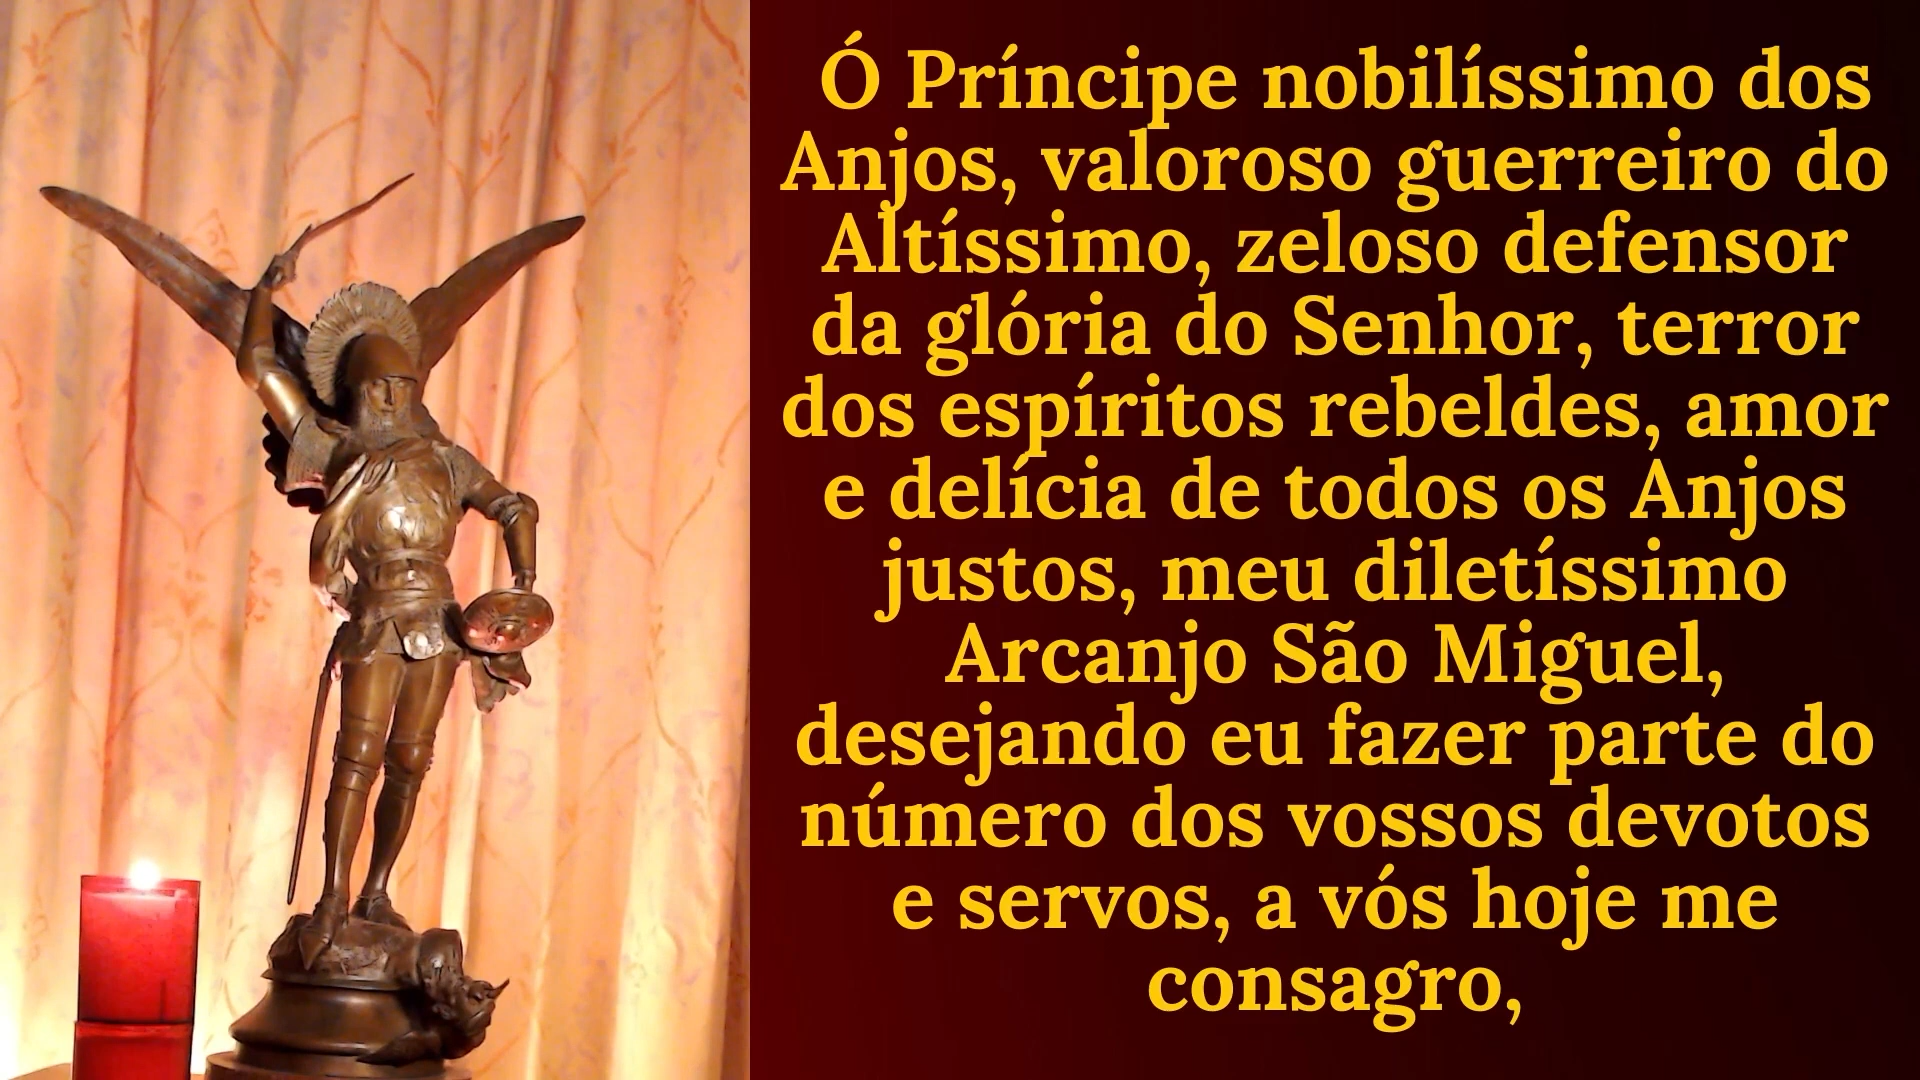 Ó Príncipe nobilíssimo dos
Anjos, valoroso guerreiro do
Altíssimo, zeloso defensor
da glória do Senhor, terror
dos espíritos rebeldes, amor
e delícia de todos os Anjos
justos, meu diletíssimo
Arcanjo São Miguel,
desejando eu fazer parte do
número dos vossos devotos
e servos, a vós hoje me
consagro,